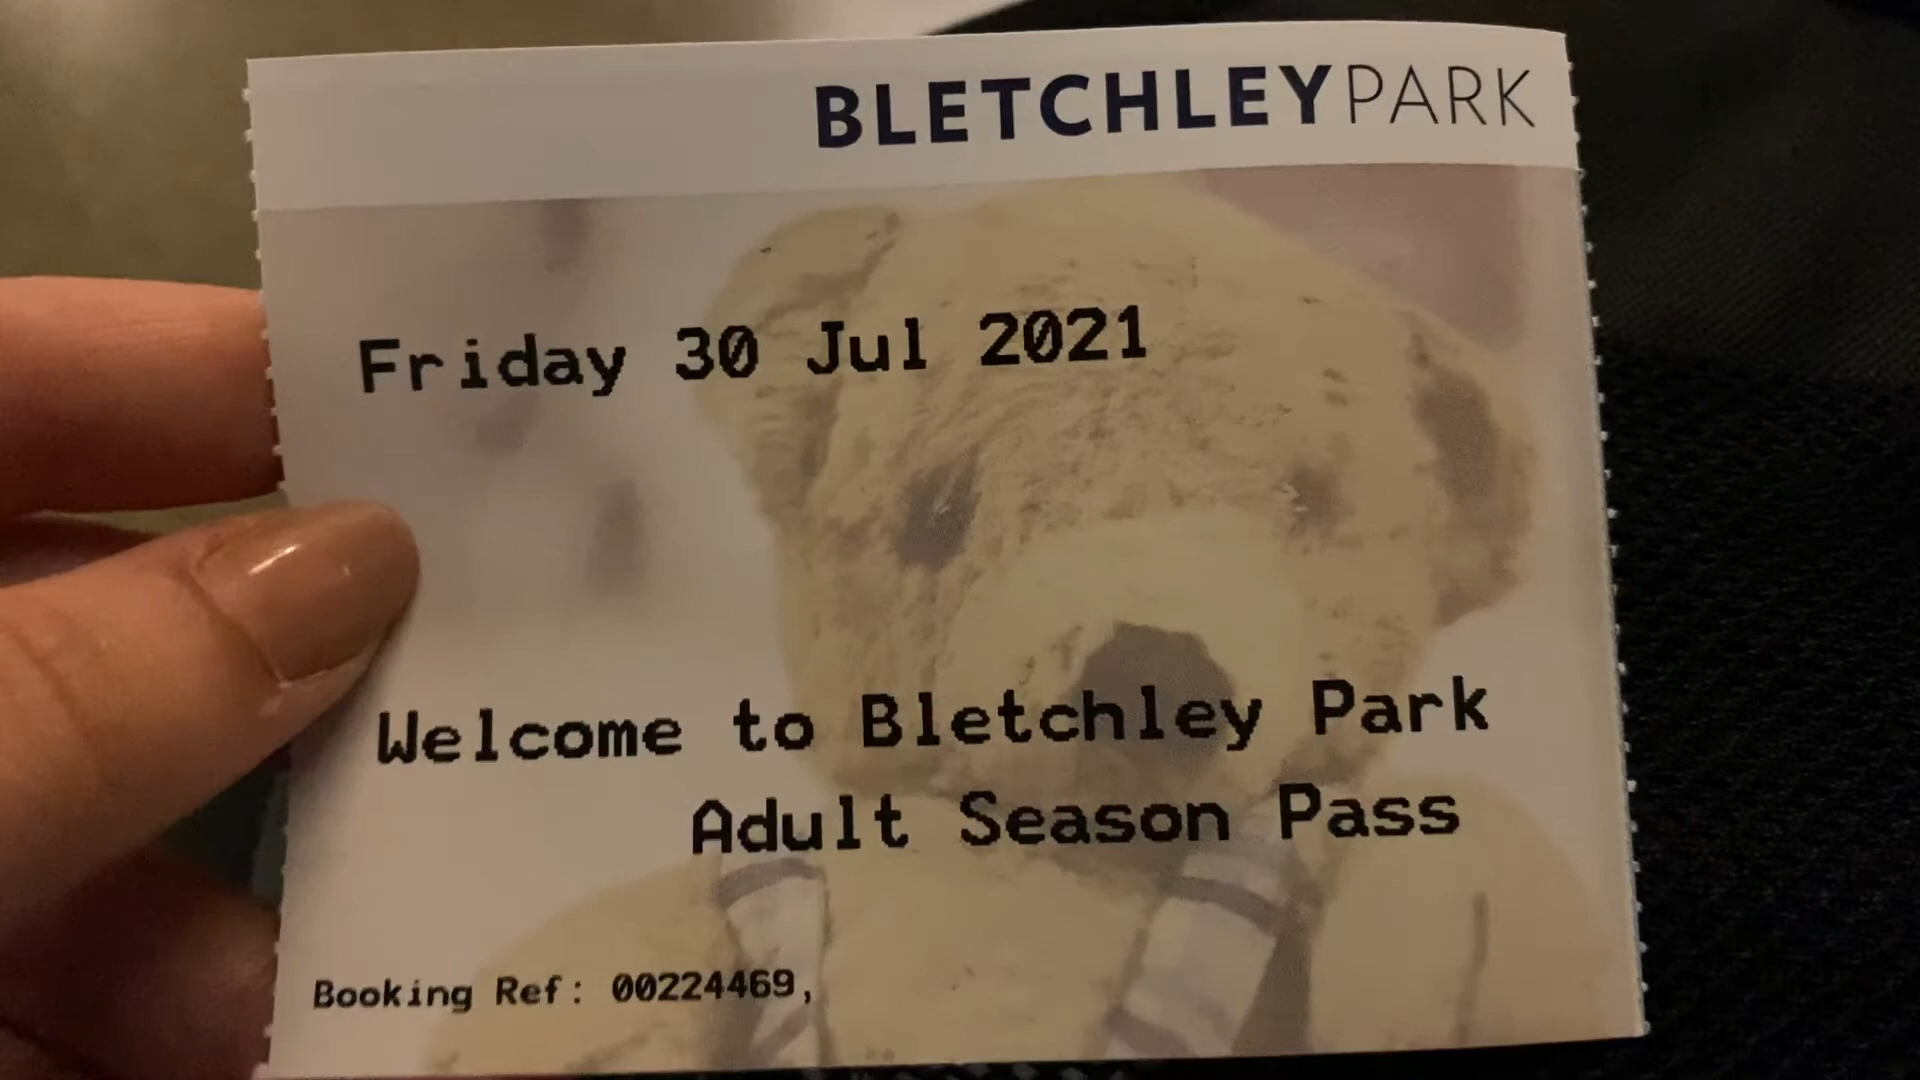 BLETCHLEYPARK
Friday 30 Jul 2021
Welcome to Bletchley Park
Adult Season Pass
Booking Ref: 00224469,